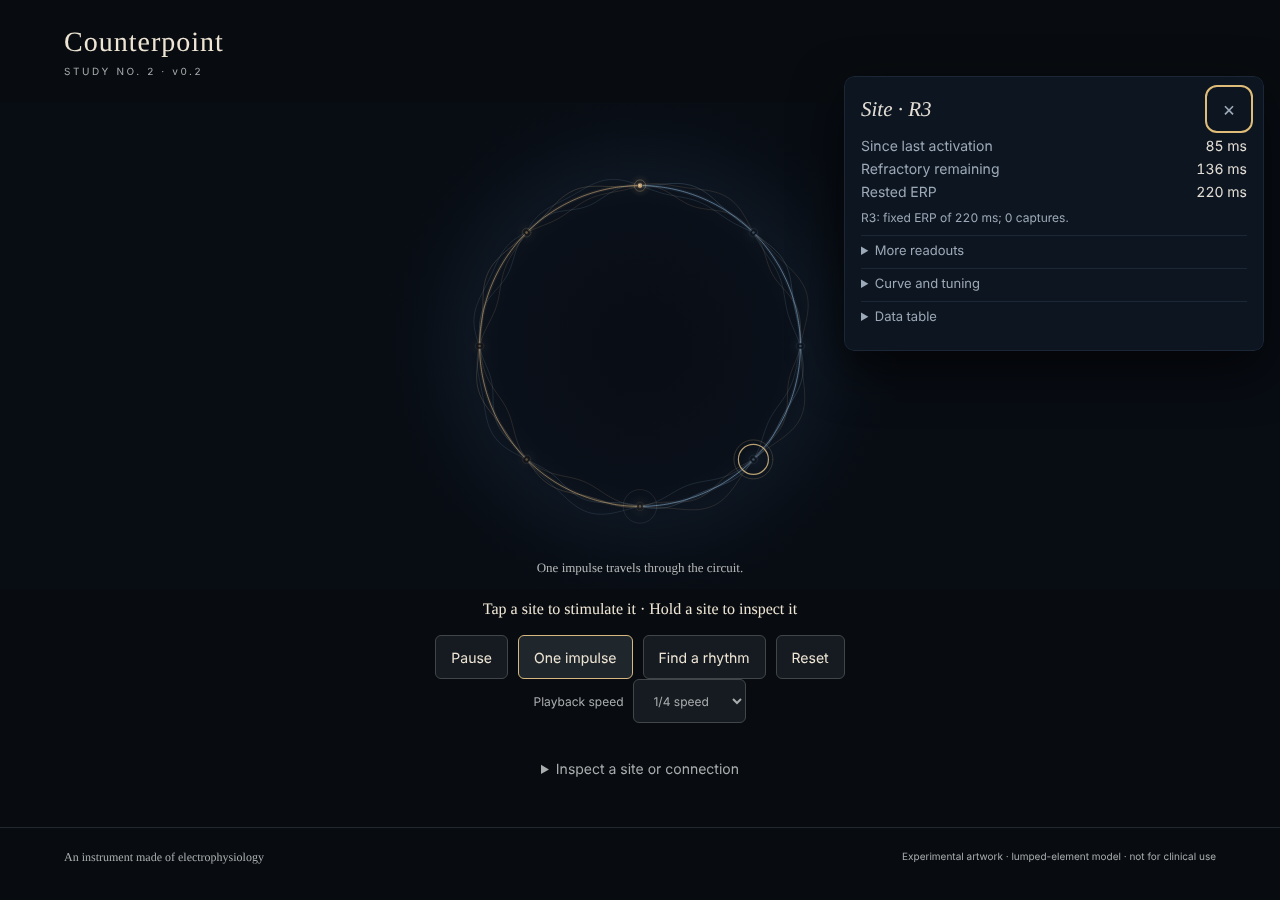 Counterpoint
STUDY NO. 2 · v0.2
Site · R3
×
Since last activation 85 ms
Refractory remaining 136 ms
Rested ERP 220 ms
R3: fixed ERP of 220 ms; 0 captures.
More readouts
Curve and tuning
Data table
One impulse travels through the circuit.
Tap a site to stimulate it · Hold a site to inspect it
Pause One impulse Find a rhythm Reset
Playback speed 1/4 speed
Inspect a site or connection
An instrument made of electrophysiology
Experimental artwork · lumped-element model · not for clinical use